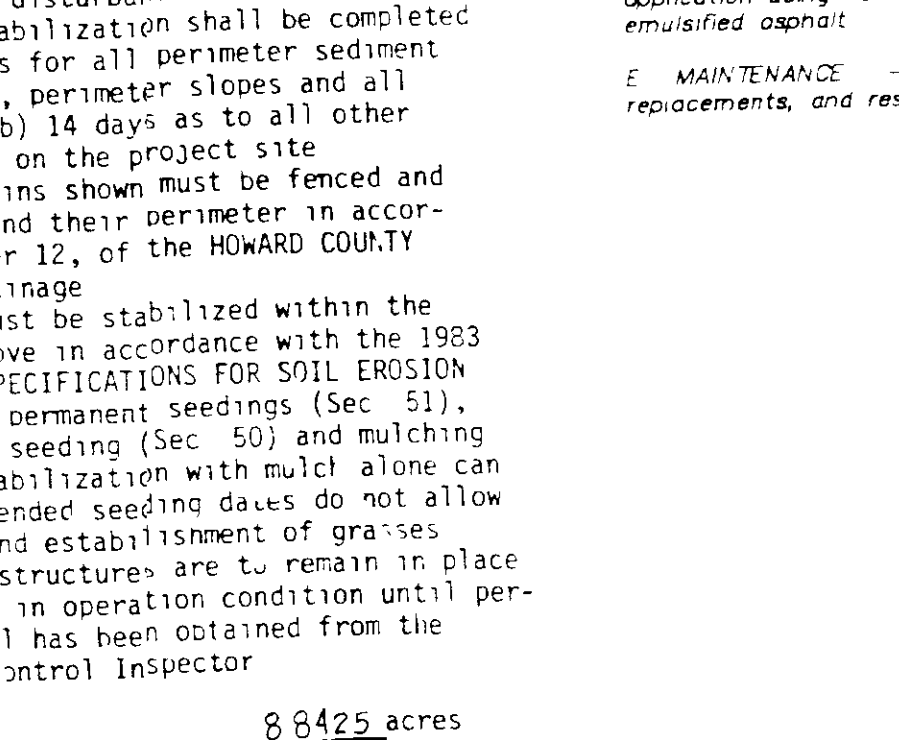 abilization shall be completed
s for all perimeter sediment
, perimeter slopes and all
b) 14 days as to all other
on the project site
ins shown must be fenced and
nd their perimeter in accor-
r 12, of the HOWARD COUNTY
inage
ust be stabilized within the
ove in accordance with the 1983
PECIFICATIONS FOR SOIL EROSION
permanent seedings (Sec 51),
seeding (Sec 50) and mulching
abilization with mulch alone can
ended seeding dates do not allow
nd establishment of grasses
structures are to remain in place
in operation condition until per-
l has been obtained from the
ontrol Inspector
8 8425 acres
emulsified asphalt
E MAINTENANCE -
replacements, and res